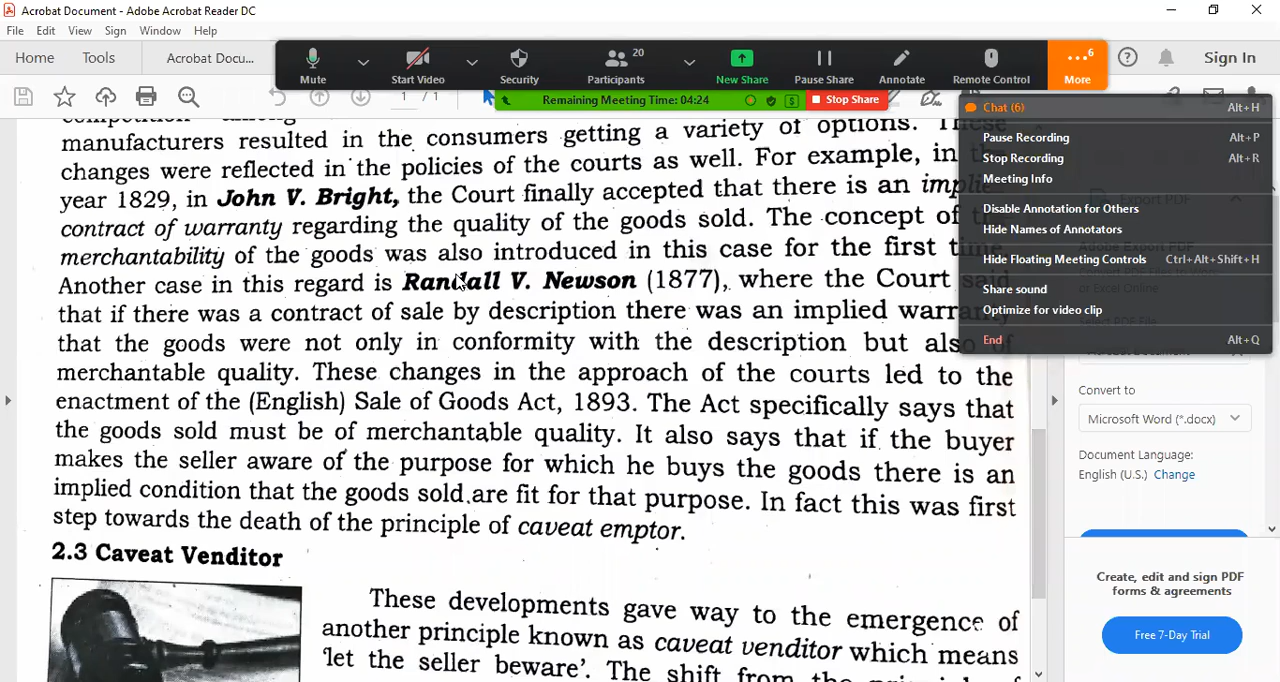 Acrobat Document - Adobe Acrobat Reader DC
File Edit View Sign Window Help
Home Tools Acrobat Docu... Sign In
Mute Start Video Security Participants 20 New Share Pause Share Annotate Remote Control More 6
1 / 1
Remaining Meeting Time: 04:24 Stop Share
Chat (6) Alt+H
Pause Recording Alt+P
Stop Recording Alt+R
Meeting Info
Disable Annotation for Others
Hide Names of Annotators
Hide Floating Meeting Controls Ctrl+Alt+Shift+H
Share sound
Optimize for video clip
End Alt+Q
competition among
manufacturers resulted in the consumers getting a variety of options. These
changes were reflected in the policies of the courts as well. For example, in
year 1829, in John V. Bright, the Court finally accepted that there is an
contract of warranty regarding the quality of the goods sold. The concept of
merchantability of the goods was also introduced in this case for the first time
Another case in this regard is Randall V. Newson (1877), where the Court said
that if there was a contract of sale by description there was an implied warranty
that the goods were not only in conformity with the description but also of
merchantable quality. These changes in the approach of the courts led to the
enactment of the (English) Sale of Goods Act, 1893. The Act specifically says that
the goods sold must be of merchantable quality. It also says that if the buyer
makes the seller aware of the purpose for which he buys the goods there is an
implied condition that the goods sold are fit for that purpose. In fact this was first
step towards the death of the principle of caveat emptor.
2.3 Caveat Venditor
These developments gave way to the emergence of
another principle known as caveat venditor which means
'let the seller beware'. The shift from the
Export PDF
Convert to
Microsoft Word (*.docx)
Document Language:
English (U.S.) Change
Create, edit and sign PDF
forms & agreements
Free 7-Day Trial